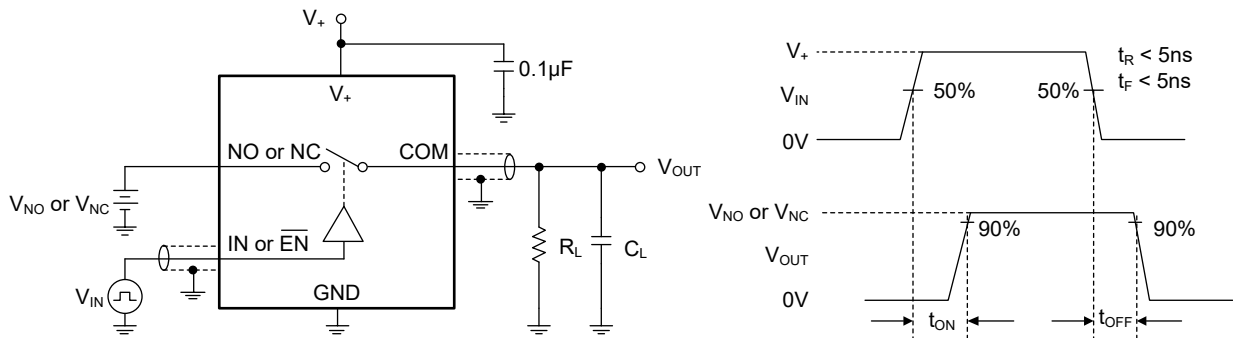 V+
0.1µF
V+
NO or NC
COM
VOUT
VNO or VNC
IN or E̅N̅
RL
CL
VIN
GND
V+
tR < 5ns
tF < 5ns
VIN
50%
50%
0V
VNO or VNC
90%
90%
VOUT
0V
tON
tOFF